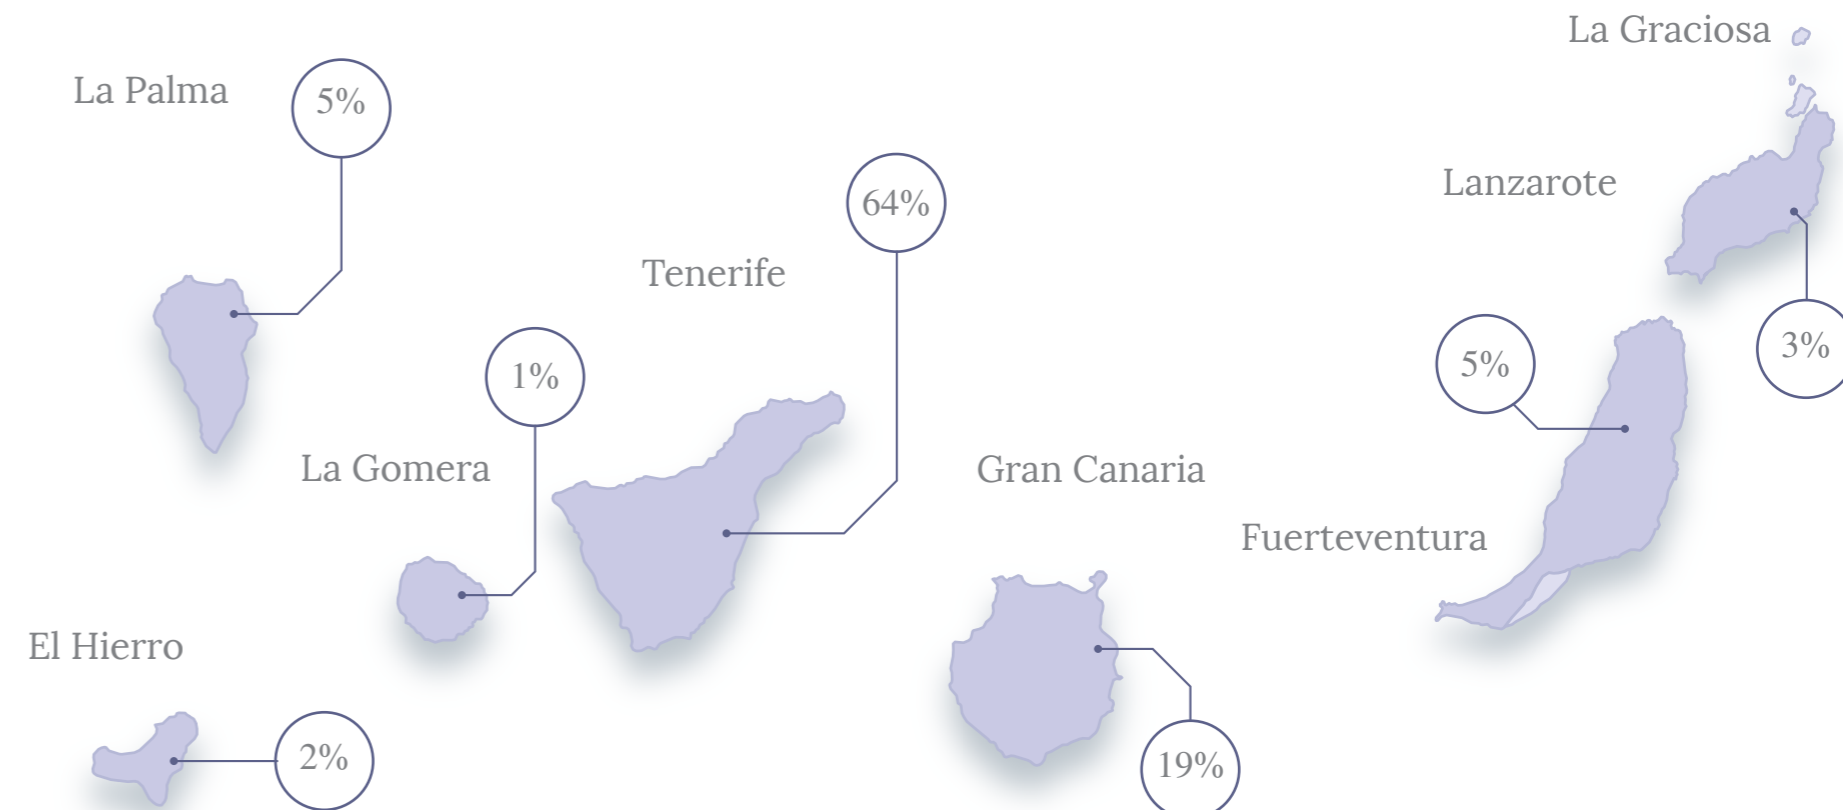 La Graciosa
La Palma
5%
Lanzarote
64%
Tenerife
3%
5%
1%
La Gomera
Gran Canaria
Fuerteventura
El Hierro
2%
19%